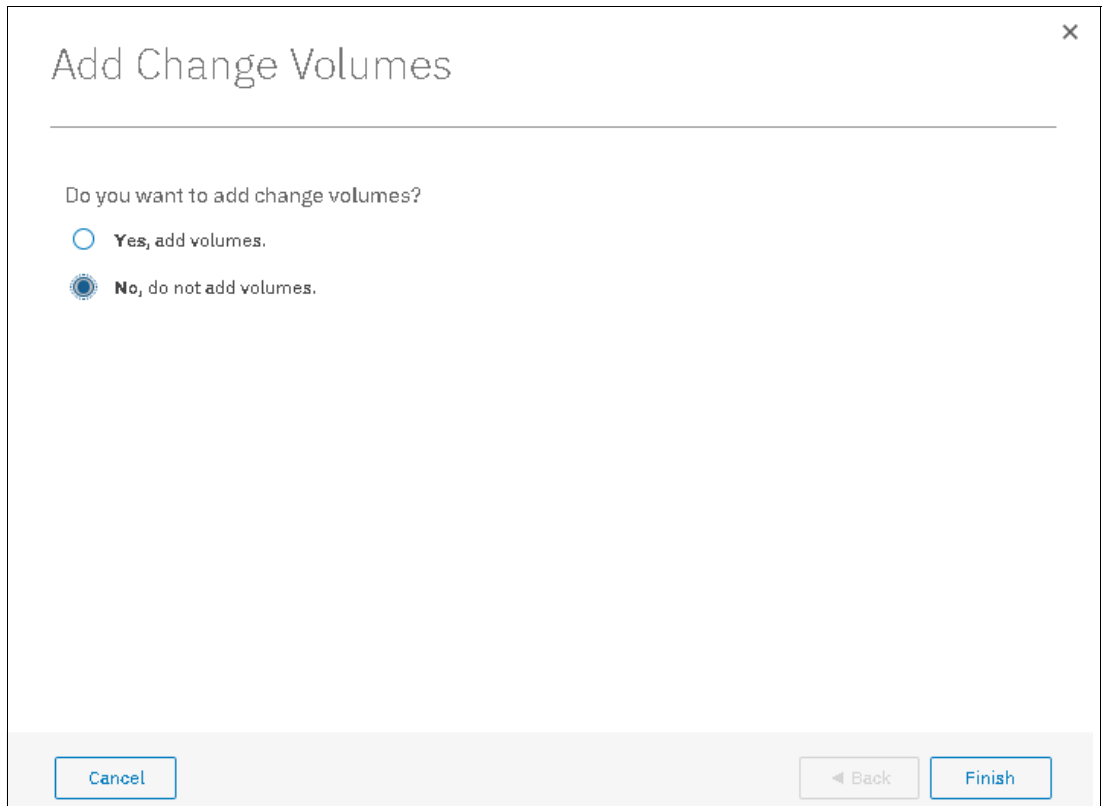 Add Change Volumes
Do you want to add change volumes?
Yes, add volumes.
No, do not add volumes.
Cancel
Back
Finish